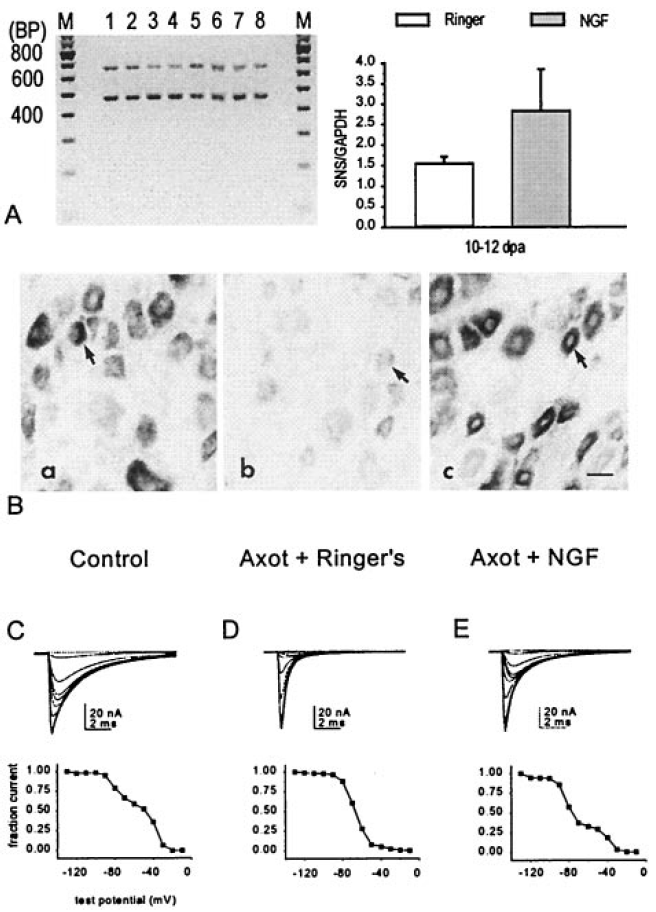 (BP) M 1 2 3 4 5 6 7 8 M
800
600
400
A
Ringer NGF
SNS/GAPDH
4.0
3.5
3.0
2.5
2.0
1.5
1.0
0.5
0.0
10-12 dpa
a b c
B
Control Axot + Ringer's Axot + NGF
C D E
20 nA
2 ms
20 nA
2 ms
20 nA
2 ms
fraction current
1.00
0.75
0.50
0.25
0.00
-120 -80 -40 0
test potential (mV)
1.00
0.75
0.50
0.25
0.00
-120 -80 -40 0
1.00
0.75
0.50
0.25
0.00
-120 -80 -40 0